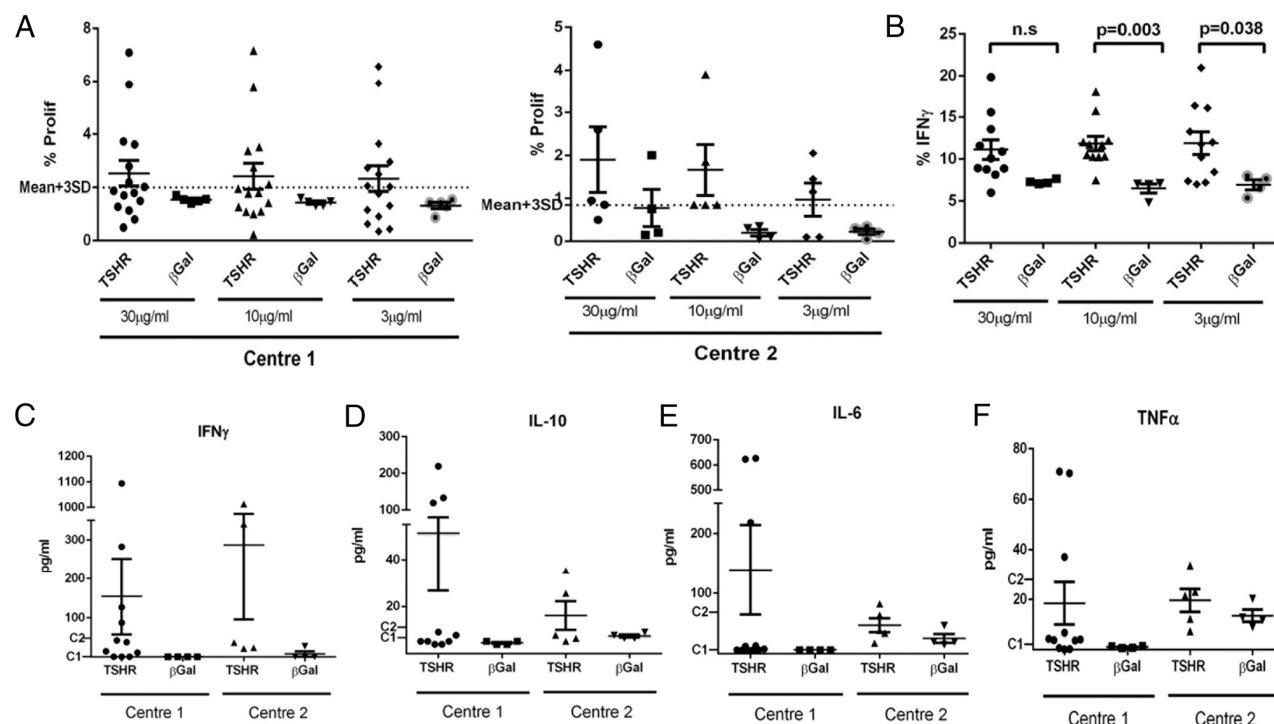 A
8
6
4
2
0
% Prolif
Mean+3SD
TSHR βGal TSHR βGal TSHR βGal
30μg/ml 10μg/ml 3μg/ml
Centre 1
5
4
3
2
1
0
% Prolif
Mean+3SD
TSHR βGal TSHR βGal TSHR βGal
30μg/ml 10μg/ml 3μg/ml
Centre 2
B
n.s p=0.003 p=0.038
25
20
15
10
5
0
% IFNγ
TSHR βGal TSHR βGal TSHR βGal
30μg/ml 10μg/ml 3μg/ml
C
IFNγ
1200
1100
1000
300
200
100
C2
C1
pg/ml
TSHR βGal TSHR βGal
Centre 1 Centre 2
D
IL-10
300
200
100
40
20
C2
C1
pg/ml
TSHR βGal TSHR βGal
Centre 1 Centre 2
E
IL-6
700
600
500
200
100
C2
C1
pg/ml
TSHR βGal TSHR βGal
Centre 1 Centre 2
F
TNFα
80
60
40
C2
20
C1
pg/ml
TSHR βGal TSHR βGal
Centre 1 Centre 2